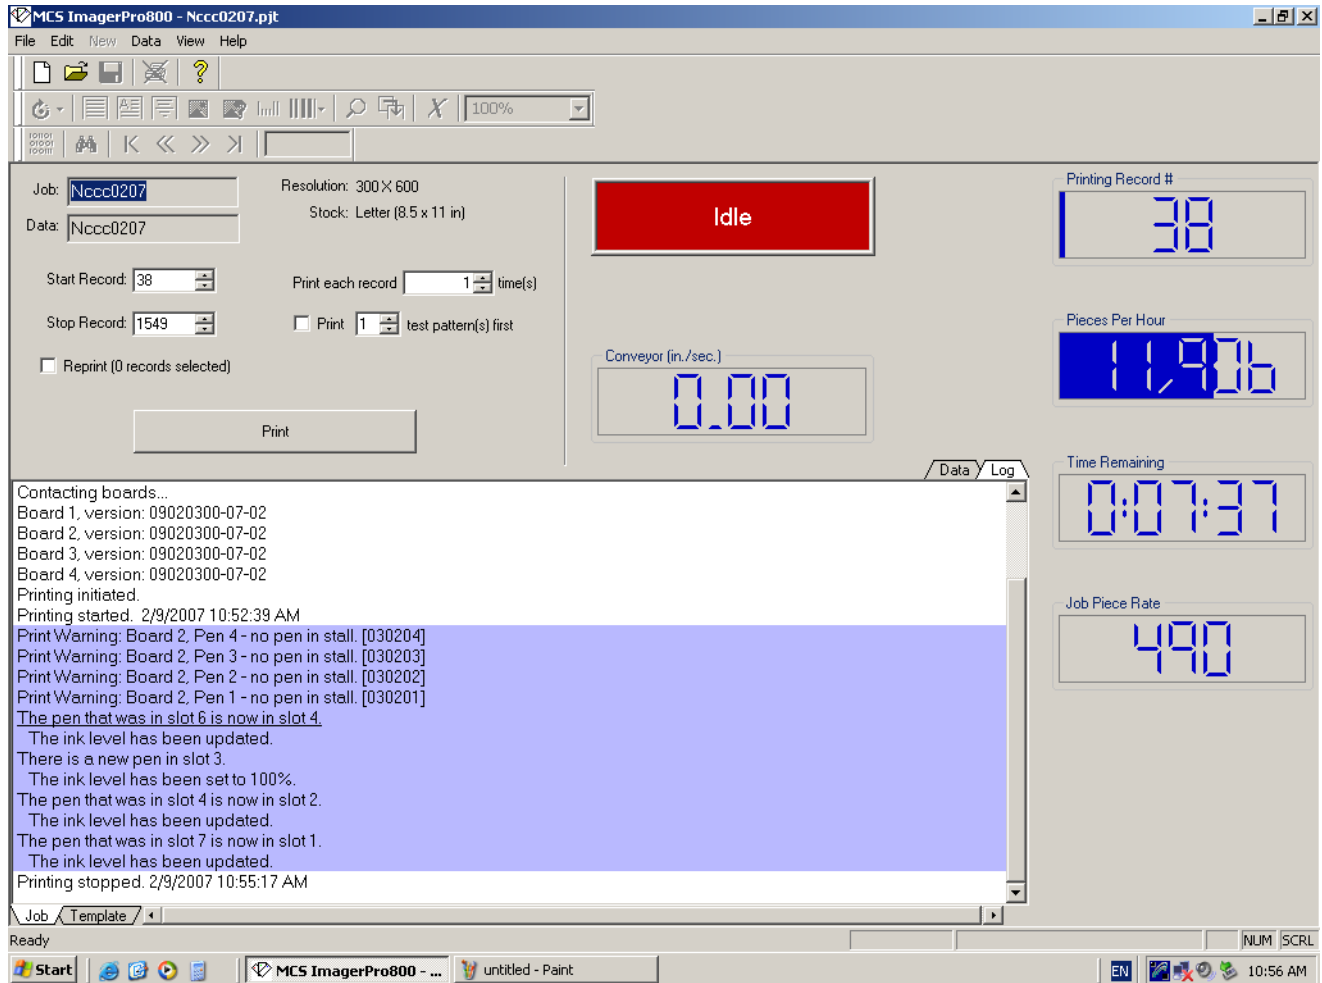 MCS ImagerPro800 - Nccc0207.pjt
File Edit New Data View Help
100%
Job: Nccc0207
Data: Nccc0207
Resolution: 300 X 600
Stock: Letter (8.5 x 11 in)
Start Record: 38
Stop Record: 1549
Print each record 1 time(s)
Print 1 test pattern(s) first
Reprint (0 records selected)
Print
Idle
Conveyor (in./sec.)
0.00
Printing Record #
38
Pieces Per Hour
11,906
Time Remaining
0:07:37
Job Piece Rate
490
Data Log
Contacting boards...
Board 1, version: 09020300-07-02
Board 2, version: 09020300-07-02
Board 3, version: 09020300-07-02
Board 4, version: 09020300-07-02
Printing initiated.
Printing started. 2/9/2007 10:52:39 AM
Print Warning: Board 2, Pen 4 - no pen in stall. [030204]
Print Warning: Board 2, Pen 3 - no pen in stall. [030203]
Print Warning: Board 2, Pen 2 - no pen in stall. [030202]
Print Warning: Board 2, Pen 1 - no pen in stall. [030201]
The pen that was in slot 6 is now in slot 4.
The ink level has been updated.
There is a new pen in slot 3.
The ink level has been set to 100%.
The pen that was in slot 4 is now in slot 2.
The ink level has been updated.
The pen that was in slot 7 is now in slot 1.
The ink level has been updated.
Printing stopped. 2/9/2007 10:55:17 AM
Job Template
Ready
NUM SCRL
Start
MCS ImagerPro800 - ...
untitled - Paint
EN
10:56 AM